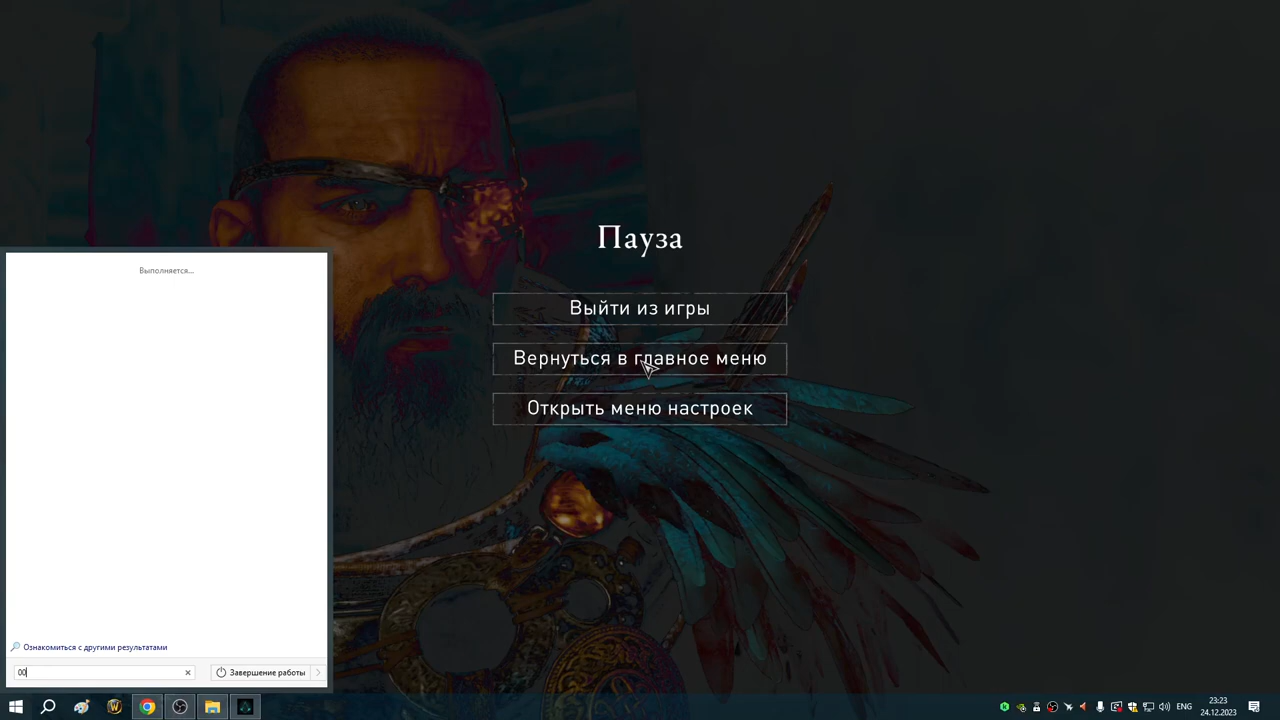 Пауза
Выйти из игры
Вернуться в главное меню
Открыть меню настроек
Выполняется...
Ознакомиться с другими результатами
00
Завершение работы
ENG
23:23
24.12.2023